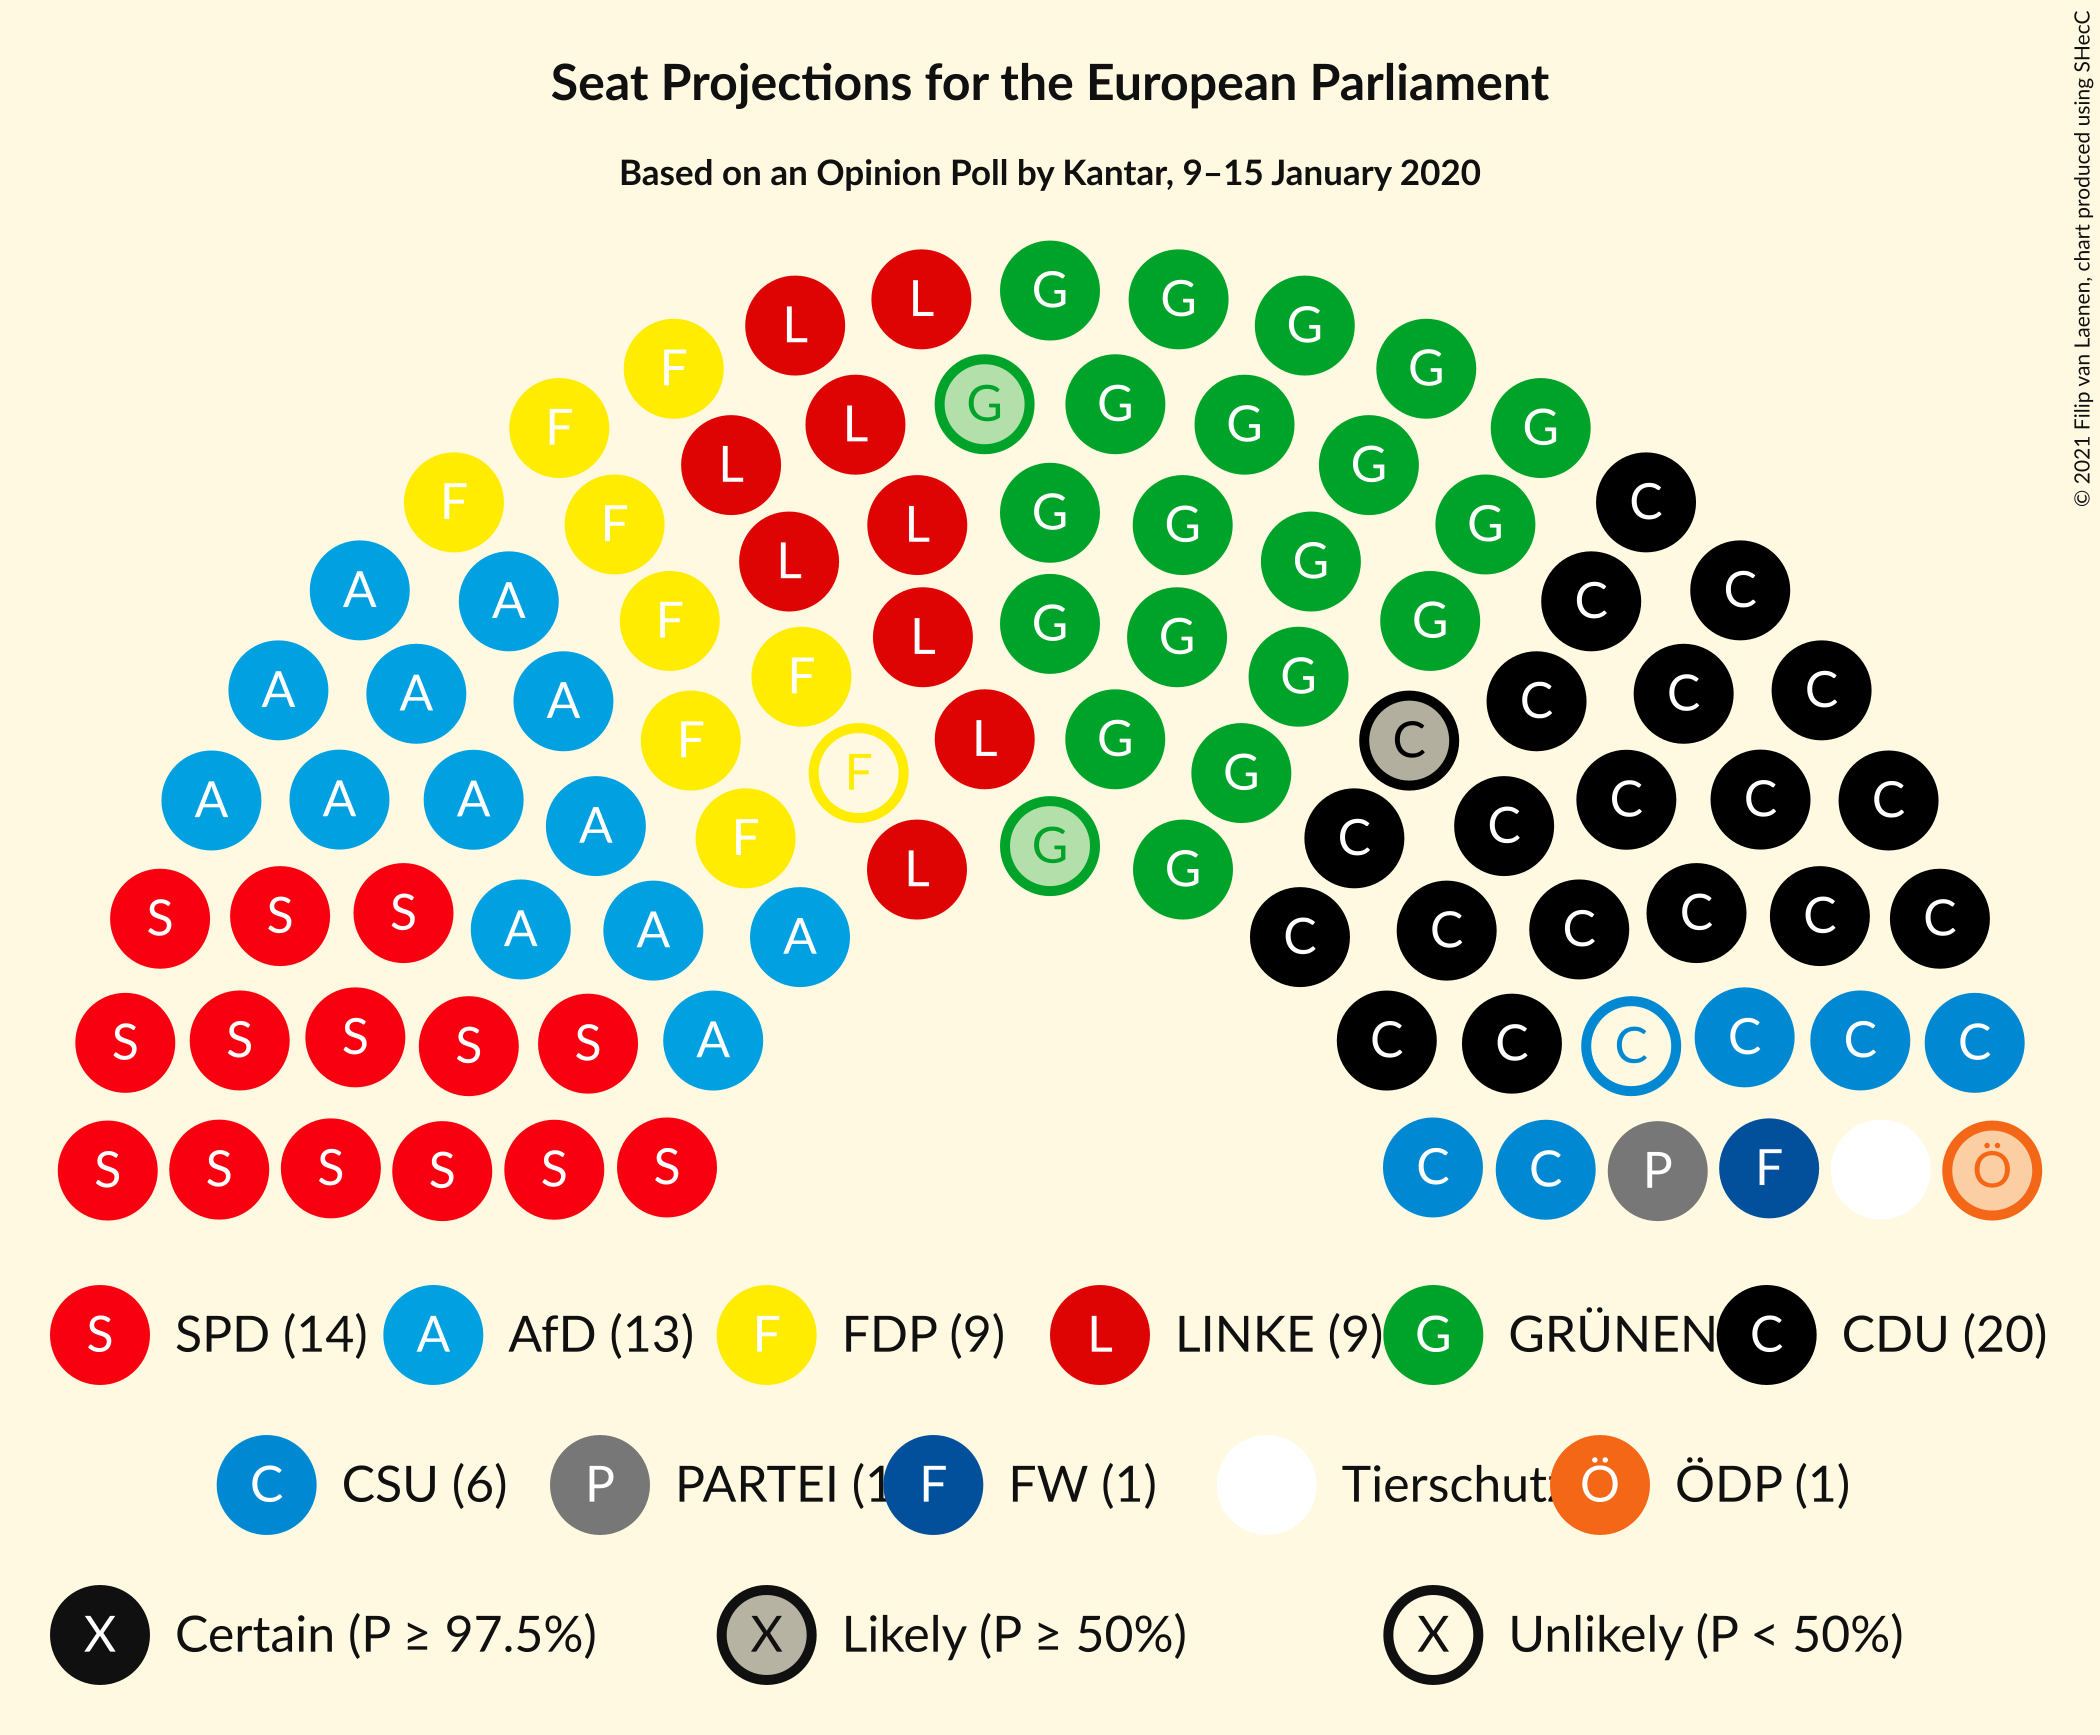 Seat Projections for the European Parliament
Based on an Opinion Poll by Kantar, 9–15 January 2020
© 2021 Filip van Laenen, chart produced using SHecC
L L G G G G G
F F F L L G G G G G C C
A A F F L L G G G G C C C C
A A A F F L G G G C C C C
A A A A F F L G G C C C C C C
S S S A A A L G G C C C C C C
S S S S S A C C C C C C
S S S S S S C C P F Ö
S SPD (14) A AfD (13) F FDP (9) L LINKE (9) G GRÜNEN C CDU (20)
C CSU (6) P PARTEI (1 F FW (1) Tierschutz Ö ÖDP (1)
X Certain (P ≥ 97.5%) X Likely (P ≥ 50%) X Unlikely (P < 50%)